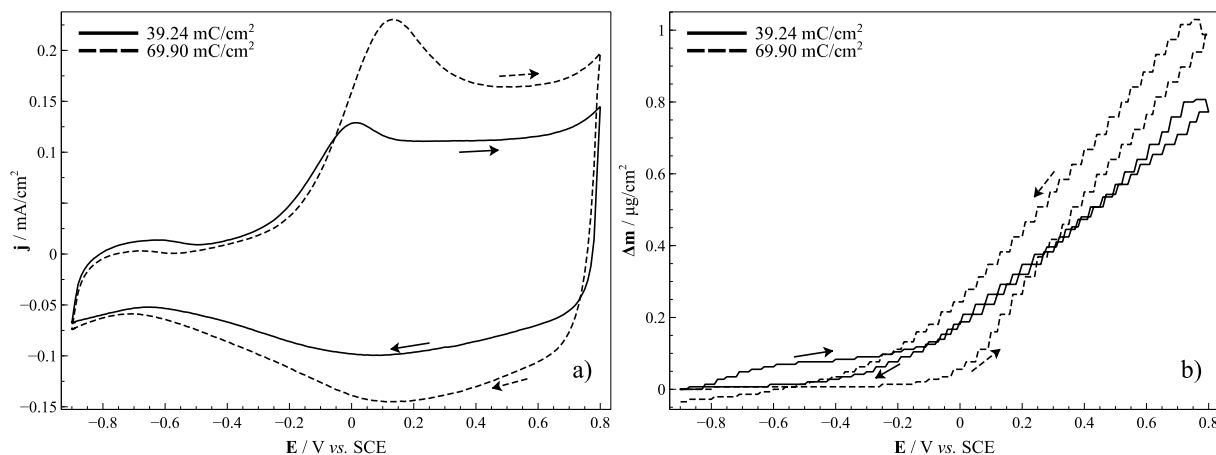 39.24 mC/cm²
69.90 mC/cm²
0.2
0.15
0.1
0.05
0
−0.05
−0.1
−0.15
j / mA/cm²
−0.8 −0.6 −0.4 −0.2 0 0.2 0.4 0.6 0.8
E / V vs. SCE
a)
39.24 mC/cm²
69.90 mC/cm²
1
0.8
0.6
0.4
0.2
0
Δm / μg/cm²
−0.8 −0.6 −0.4 −0.2 0 0.2 0.4 0.6 0.8
E / V vs. SCE
b)